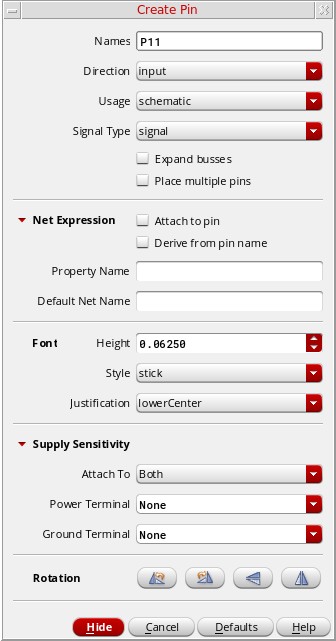 Create Pin
Names P11
Direction input
Usage schematic
Signal Type signal
Expand busses
Place multiple pins
Net Expression Attach to pin
Derive from pin name
Property Name
Default Net Name
Font Height 0.06250
Style stick
Justification lowerCenter
Supply Sensitivity
Attach To Both
Power Terminal None
Ground Terminal None
Rotation
Hide Cancel Defaults Help